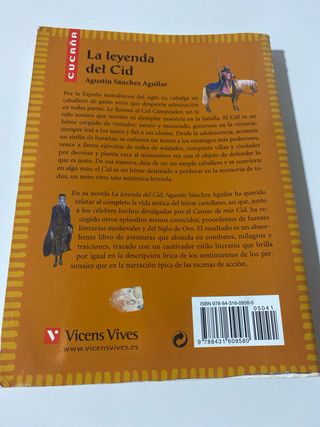 CUCAÑA
La leyenda
del Cid
Agustín Sánchez Aguilar
Por la España tumultuosa del siglo XI, cabalga un
caballero de gesto serio que despierta admiración
en todas partes. Le llaman el Cid Campeador, un tí-
tulo sonoro que resume su ejemplar maestría en la batalla. El Cid es un
héroe cargado de virtudes: astuto y mesurado, generoso en la victoria,
siempre leal a los suyos y fiel a sus ideales. Desde la adolescencia, acomete
un sinfín de hazañas: se enfrenta sin temor a los enemigos más poderosos,
vence a fieros ejércitos de miles de soldados, conquista villas y ciudades
por decenas y planta cara al mismísimo rey con el objeto de defender lo
que es justo. De esa manera, deja de ser un simple caballero y se convierte
en algo más: el Cid es un héroe destinado a perdurar en la memoria de to-
dos, un mito vivo, una auténtica leyenda.
En su novela La leyenda del Cid, Agustín Sánchez Aguilar ha querido
relatar al completo la vida mítica del héroe castellano, así que, junto
a los célebres hechos divulgados por el Cantar de mio Cid, ha res-
cogido otros episodios menos conocidos, procedentes de fuentes
literarias medievales y del Siglo de Oro. El resultado es un absor-
bente libro de aventuras que abunda en combates, milagros y
traiciones, trazado con un cautivador estilo literario que brilla
por igual en la descripción lírica de los sentimientos de los per-
sonajes que en la narración épica de las escenas de acción.
Vicens Vives
www.vicensvives.es
ISBN 978-84-316-0958-0
05041
9 788431 609580